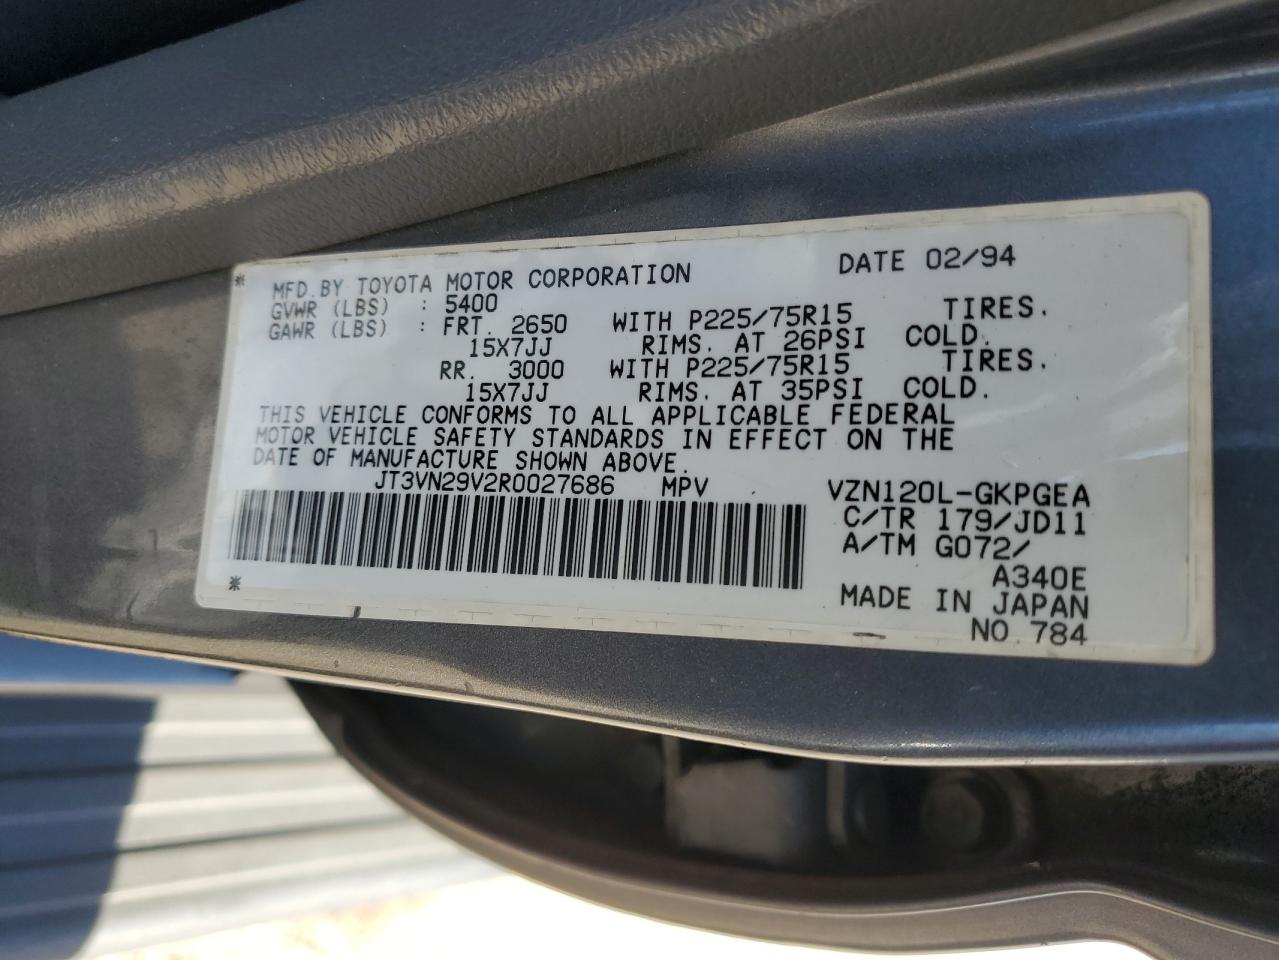 MFD. BY TOYOTA MOTOR CORPORATION DATE 02/94
GVWR (LBS) : 5400
GAWR (LBS) : FRT. 2650 WITH P225/75R15 TIRES.
15X7JJ RIMS. AT 26PSI COLD.
RR. 3000 WITH P225/75R15 TIRES.
15X7JJ RIMS. AT 35PSI COLD.
THIS VEHICLE CONFORMS TO ALL APPLICABLE FEDERAL
MOTOR VEHICLE SAFETY STANDARDS IN EFFECT ON THE
DATE OF MANUFACTURE SHOWN ABOVE.
JT3VN29V2R0027686 MPV VZN120L-GKPGEA
C/TR 179/JD11
A/TM G072/
A340E
MADE IN JAPAN
NO.784